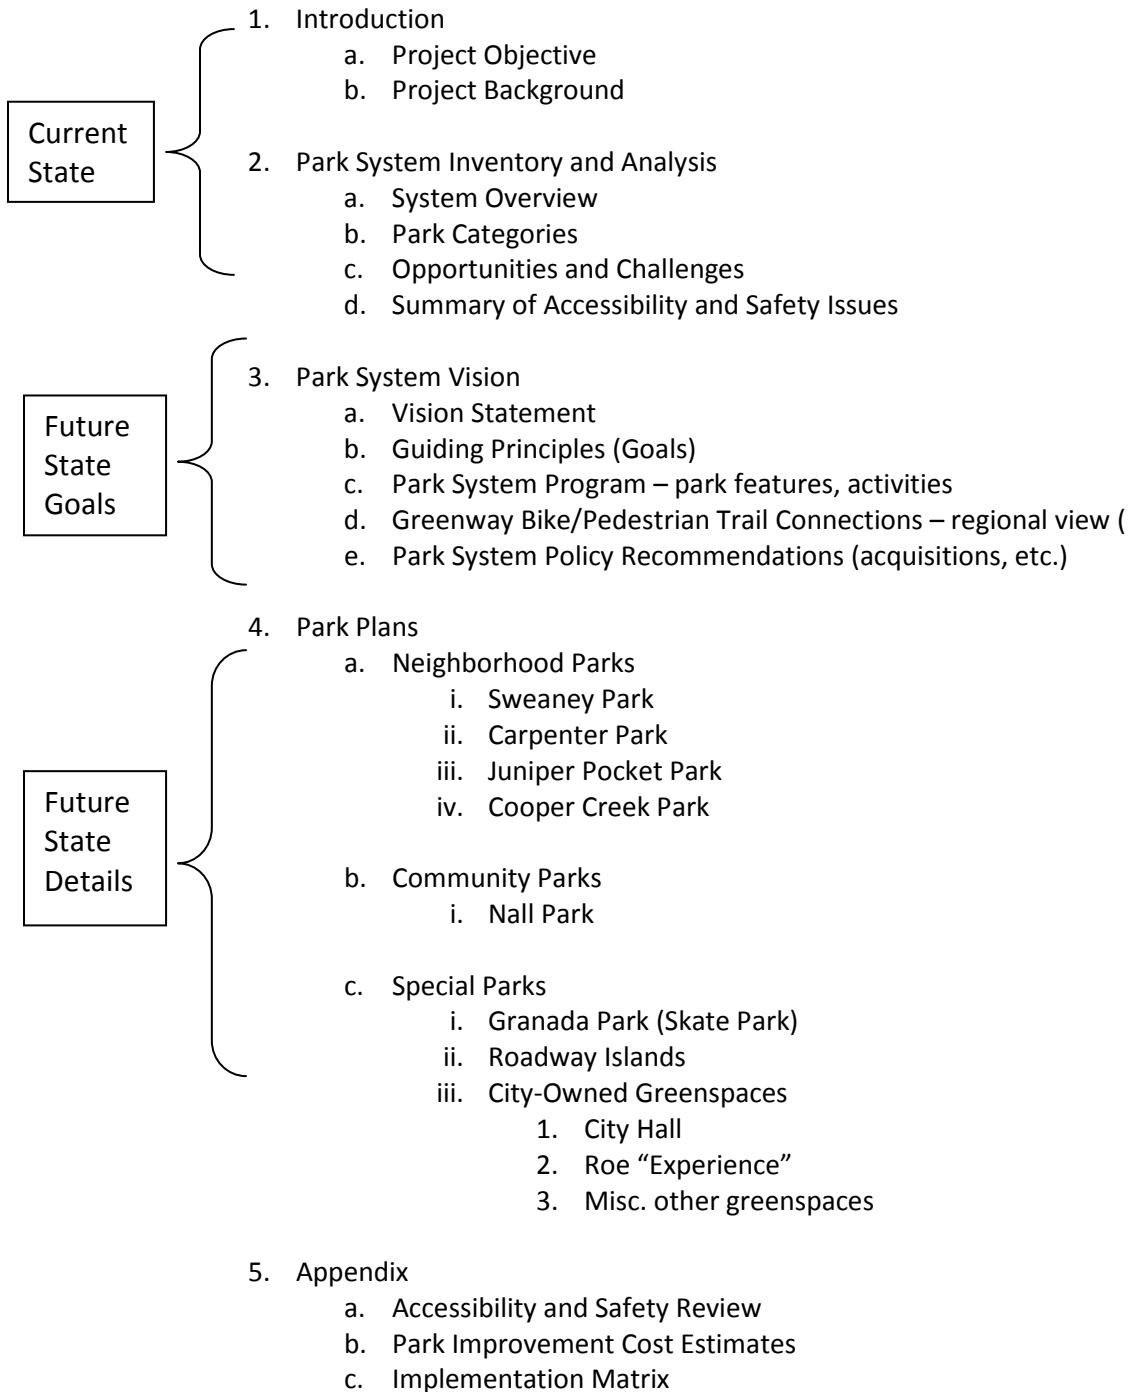 1. Introduction
a. Project Objective
b. Project Background
Current
State
2. Park System Inventory and Analysis
a. System Overview
b. Park Categories
c. Opportunities and Challenges
d. Summary of Accessibility and Safety Issues
Future
State
Goals
3. Park System Vision
a. Vision Statement
b. Guiding Principles (Goals)
c. Park System Program – park features, activities
d. Greenway Bike/Pedestrian Trail Connections – regional view (
e. Park System Policy Recommendations (acquisitions, etc.)
Future
State
Details
4. Park Plans
a. Neighborhood Parks
i. Sweaney Park
ii. Carpenter Park
iii. Juniper Pocket Park
iv. Cooper Creek Park
b. Community Parks
i. Nall Park
c. Special Parks
i. Granada Park (Skate Park)
ii. Roadway Islands
iii. City-Owned Greenspaces
1. City Hall
2. Roe “Experience”
3. Misc. other greenspaces
5. Appendix
a. Accessibility and Safety Review
b. Park Improvement Cost Estimates
c. Implementation Matrix